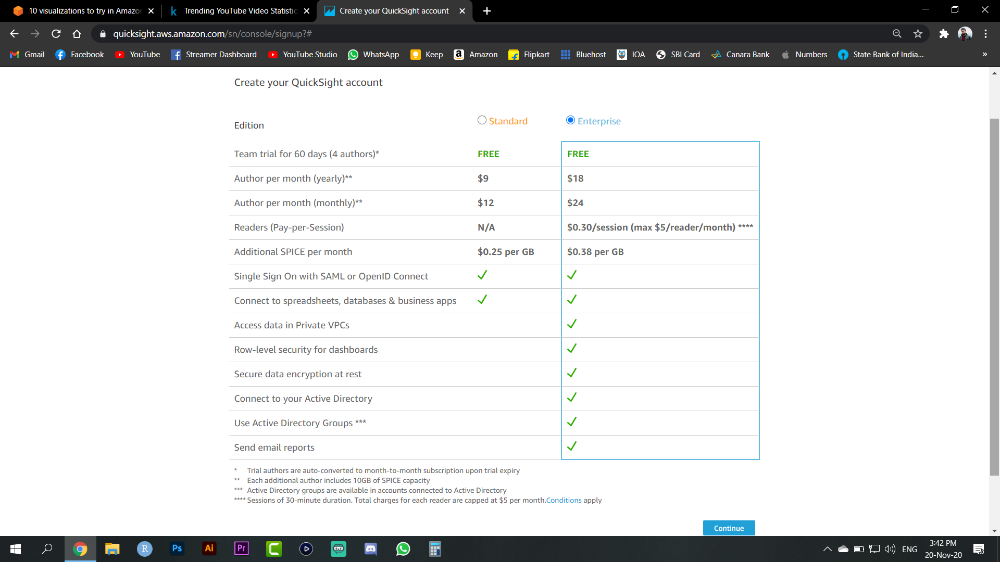 10 visualizations to try in Amazon
Trending YouTube Video Statistic
Create your QuickSight account
quicksight.aws.amazon.com/sn/console/signup?#
Gmail
Facebook
YouTube
Streamer Dashboard
YouTube Studio
WhatsApp
Keep
Amazon
Flipkart
Bluehost
IOA
SBI Card
Canara Bank
Numbers
State Bank of India...
»
Create your QuickSight account
Edition Standard Enterprise
Team trial for 60 days (4 authors)* FREE FREE
Author per month (yearly)** $9 $18
Author per month (monthly)** $12 $24
Readers (Pay-per-Session) N/A $0.30/session (max $5/reader/month) ****
Additional SPICE per month $0.25 per GB $0.38 per GB
Single Sign On with SAML or OpenID Connect
Connect to spreadsheets, databases & business apps
Access data in Private VPCs
Row-level security for dashboards
Secure data encryption at rest
Connect to your Active Directory
Use Active Directory Groups ***
Send email reports
* Trial authors are auto-converted to month-to-month subscription upon trial expiry
** Each additional author includes 10GB of SPICE capacity
*** Active Directory groups are available in accounts connected to Active Directory
**** Sessions of 30-minute duration. Total charges for each reader are capped at $5 per month.Conditions apply
Continue
R
Ps
Ai
Pr
C
ENG
3:42 PM
20-Nov-20